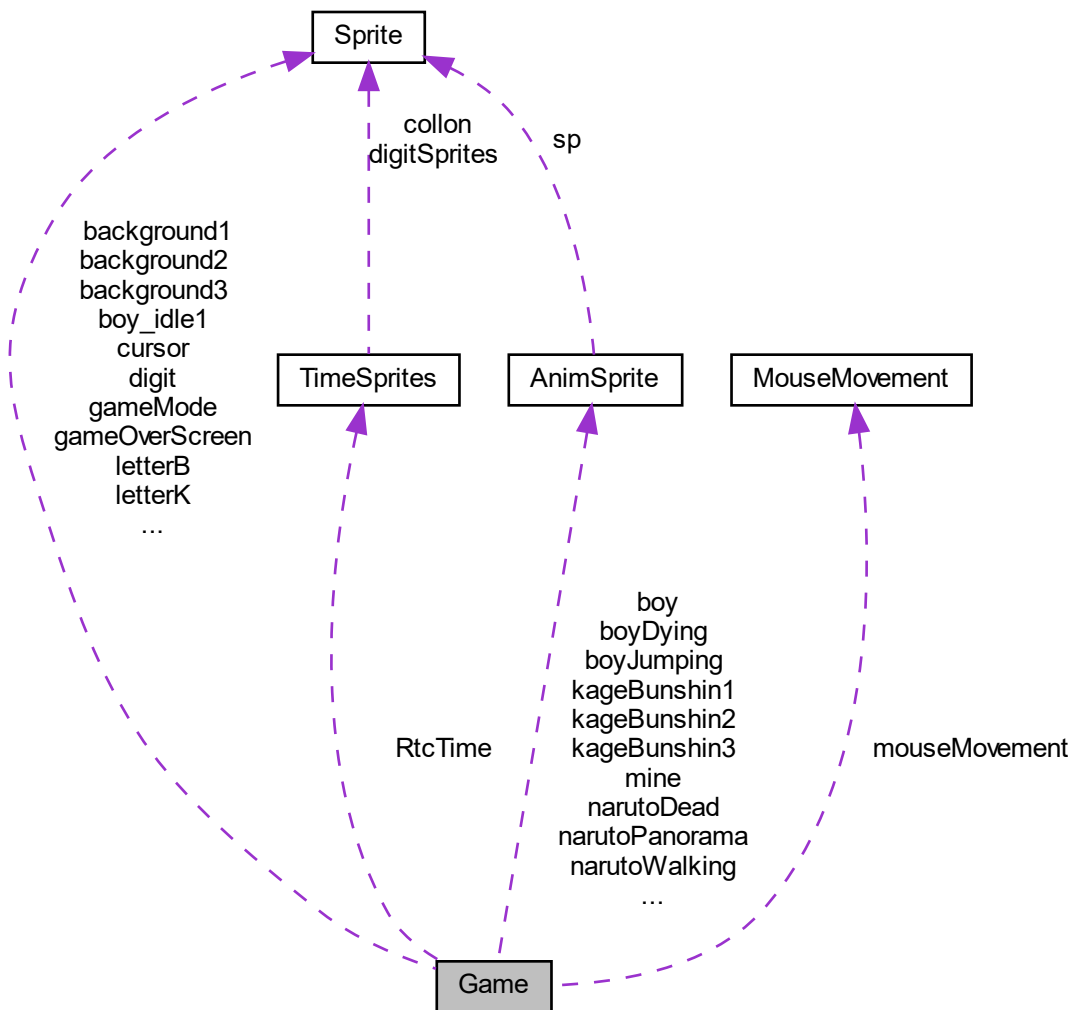 Sprite
collon
digitSprites
sp
background1
background2
background3
boy_idle1
cursor
digit
gameMode
gameOverScreen
letterB
letterK
...
TimeSprites
AnimSprite
MouseMovement
boy
boyDying
boyJumping
kageBunshin1
kageBunshin2
kageBunshin3
mine
narutoDead
narutoPanorama
narutoWalking
...
RtcTime
mouseMovement
Game